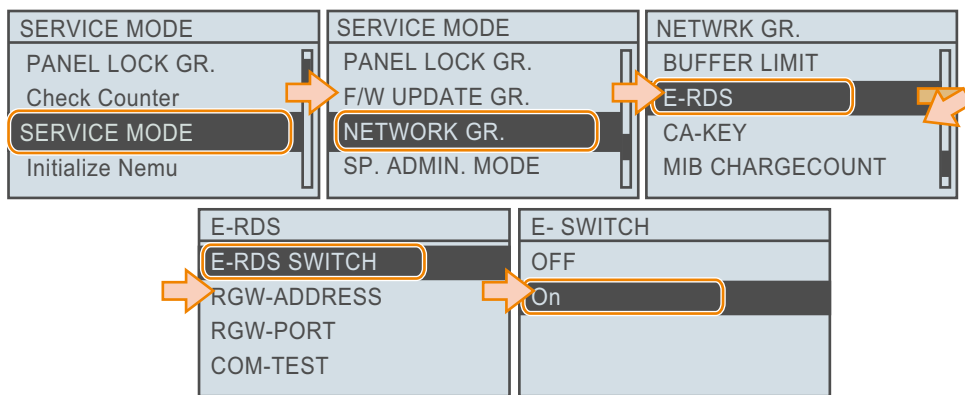 SERVICE MODE
PANEL LOCK GR.
Check Counter
SERVICE MODE
Initialize Nemu
SERVICE MODE
PANEL LOCK GR.
F/W UPDATE GR.
NETWORK GR.
SP. ADMIN. MODE
NETWRK GR.
BUFFER LIMIT
E-RDS
CA-KEY
MIB CHARGECOUNT
E-RDS
E-RDS SWITCH
RGW-ADDRESS
RGW-PORT
COM-TEST
E- SWITCH
OFF
On